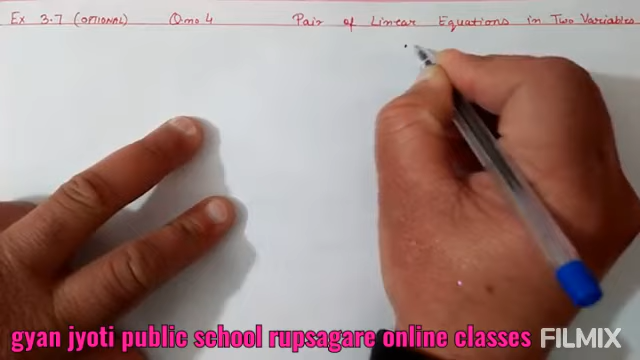 Ex 3.7 (OPTIONAL) Q no 4 Pair of Linear Equations in Two Variables
gyan jyoti public school rupsagare online classes FILMIX